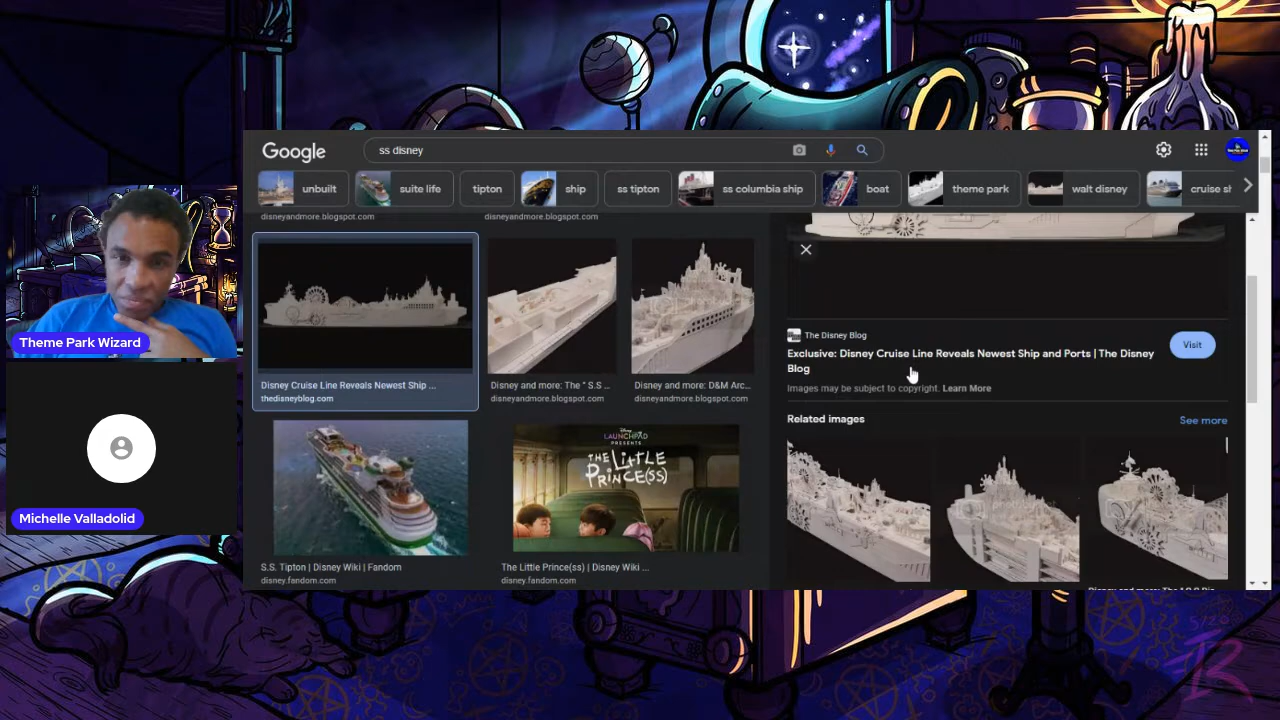 Google
ss disney
unbuilt
suite life
tipton
ship
ss tipton
ss columbia ship
boat
theme park
walt disney
cruise sh
disneyandmore.blogspot.com
disneyandmore.blogspot.com
Disney Cruise Line Reveals Newest Ship ...
thedisneyblog.com
Disney and more: The " S.S ...
disneyandmore.blogspot.com
Disney and more: D&M Arc...
disneyandmore.blogspot.com
S.S. Tipton | Disney Wiki | Fandom
disney.fandom.com
LAUNCHPAD
PRESENTS
THE LITTLE
PRINCE(SS)
The Little Prince(ss) | Disney Wiki ...
disney.fandom.com
The Disney Blog
Exclusive: Disney Cruise Line Reveals Newest Ship and Ports | The Disney
Blog
Visit
Images may be subject to copyright. Learn More
Related images
See more
Theme Park Wizard
Michelle Valladolid